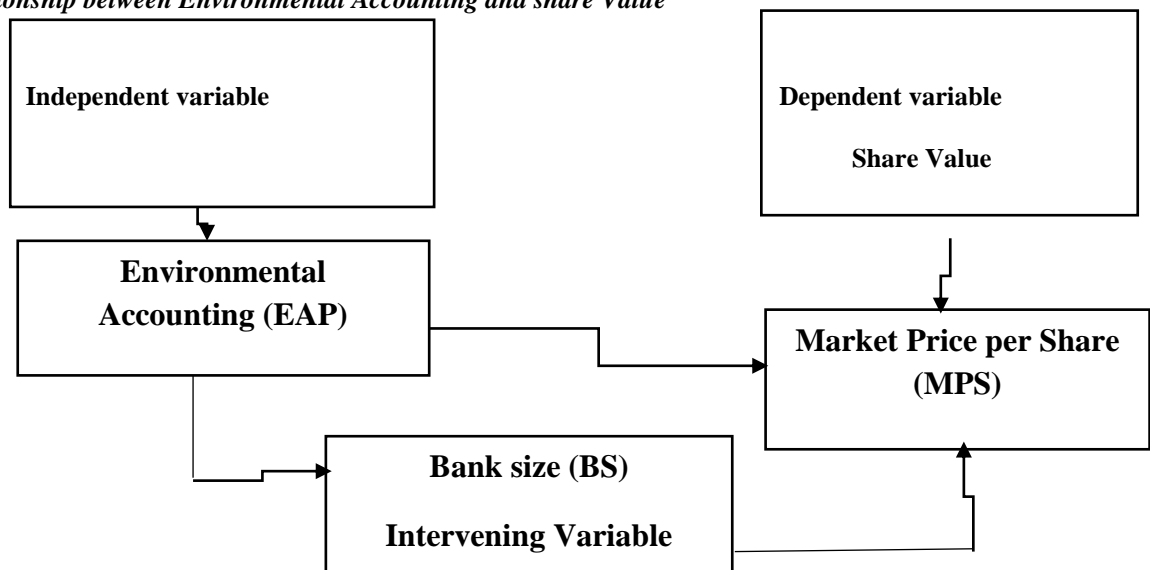 between Environmental Accounting and share Value
Independent variable
Dependent variable
Share Value
Environmental
Accounting (EAP)
Market Price per Share
(MPS)
Bank size (BS)
Intervening Variable